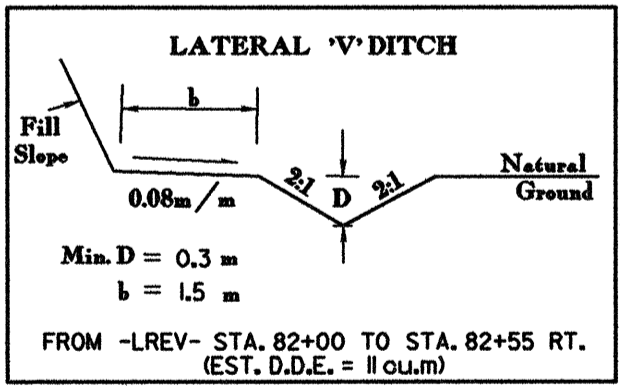 LATERAL 'V' DITCH
b
Fill
Slope
0.08m/m
2:1
D
2:1
Natural
Ground
Min. D = 0.3 m
b = 1.5 m
FROM -LREV- STA. 82+00 TO STA. 82+55 RT.
(EST. D.D.E. = 11 cu.m)